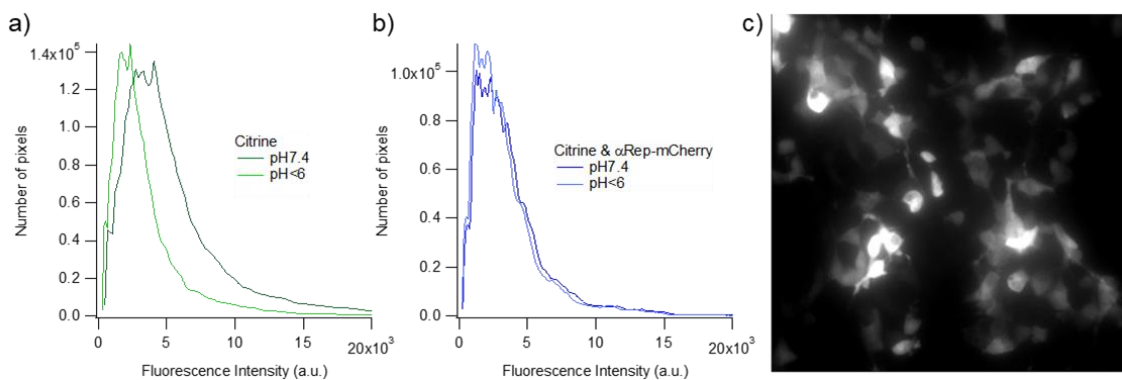 a)
1.4x10⁵
1.2
1.0
0.8
0.6
0.4
0.2
0.0
Number of pixels
Citrine
pH7.4
pH<6
0
5
10
15
20x10³
Fluorescence Intensity (a.u.)
b)
1.0x10⁵
0.8
0.6
0.4
0.2
0.0
Number of pixels
Citrine & αRep-mCherry
pH7.4
pH<6
0
5
10
15
20x10³
Fluorescence Intensity (a.u.)
c)